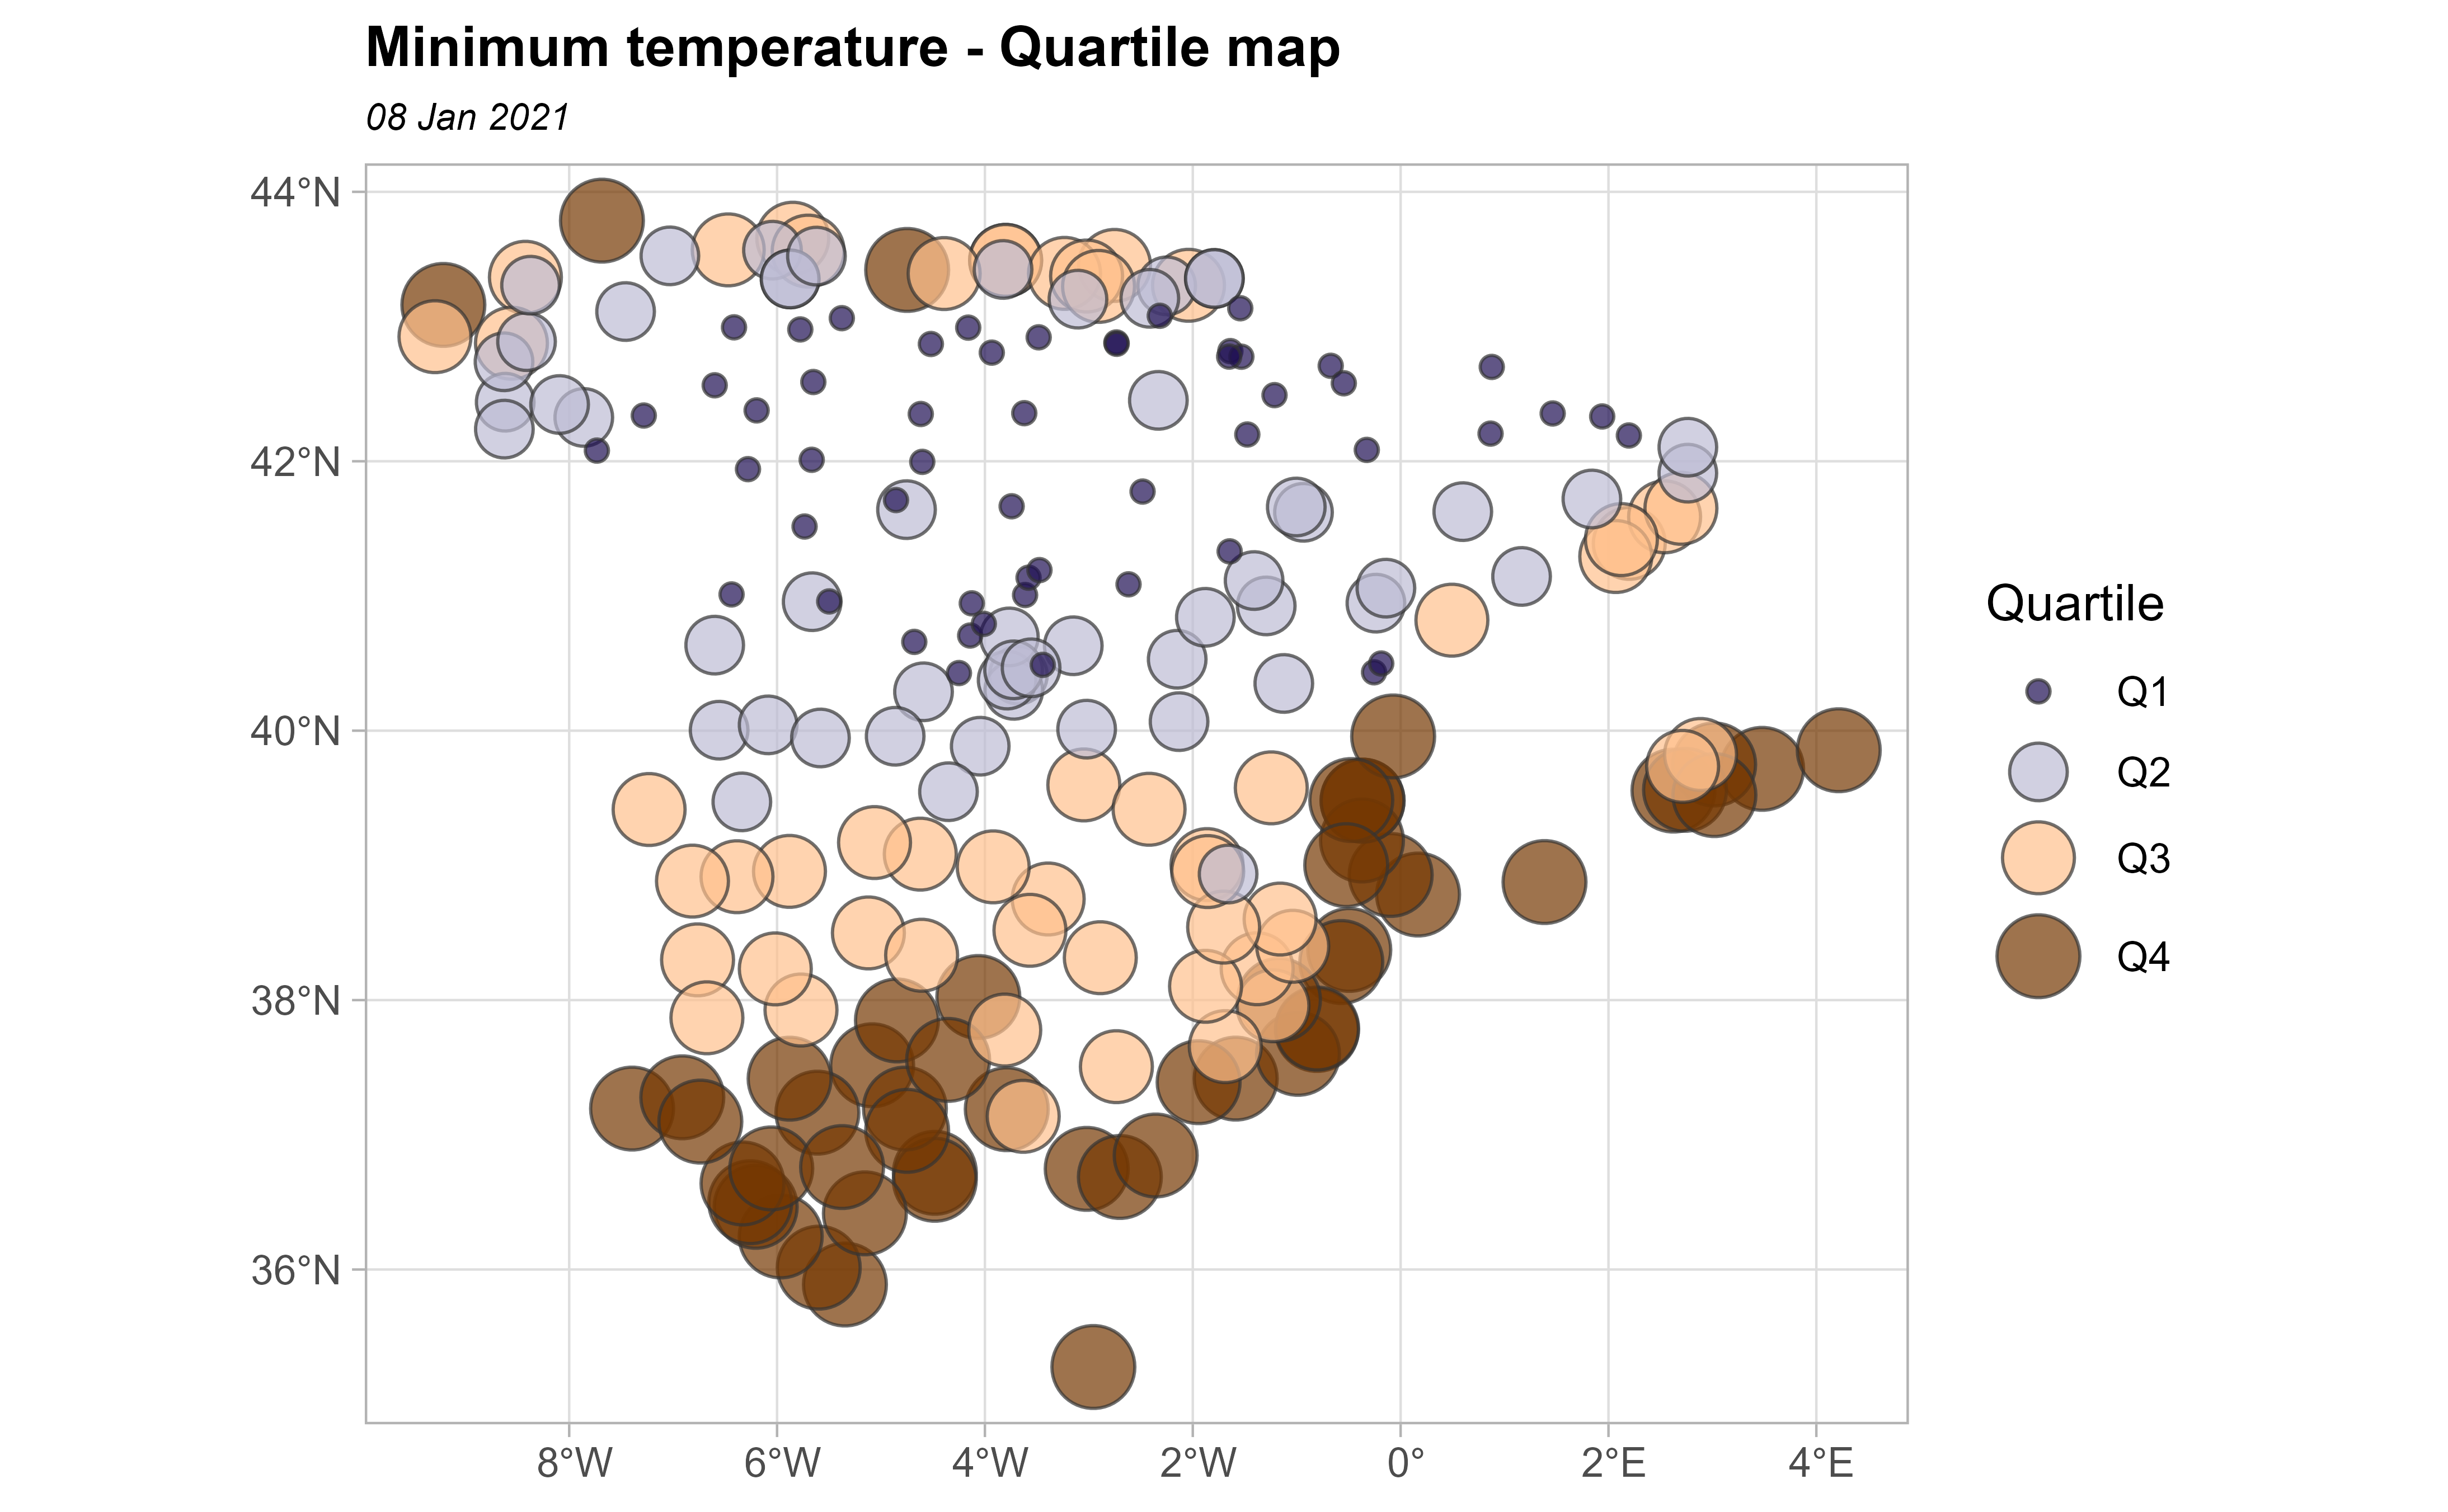 Minimum temperature - Quartile map
08 Jan 2021
44°N
42°N
40°N
38°N
36°N
8°W 6°W 4°W 2°W 0° 2°E 4°E
Quartile
Q1
Q2
Q3
Q4